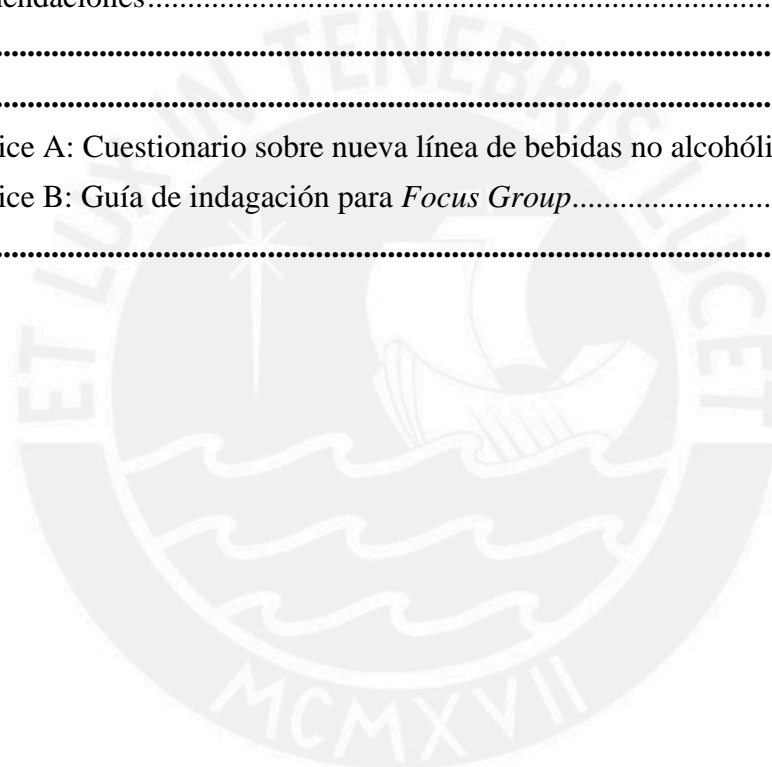 endaciones.....................................................................................
..........................................................................................................
..........................................................................................................
ice A: Cuestionario sobre nueva línea de bebidas no alcohóli
ice B: Guía de indagación para Focus Group.........................
..........................................................................................................
ET LUX IN TENEBRIS LUCET
MCMXVII